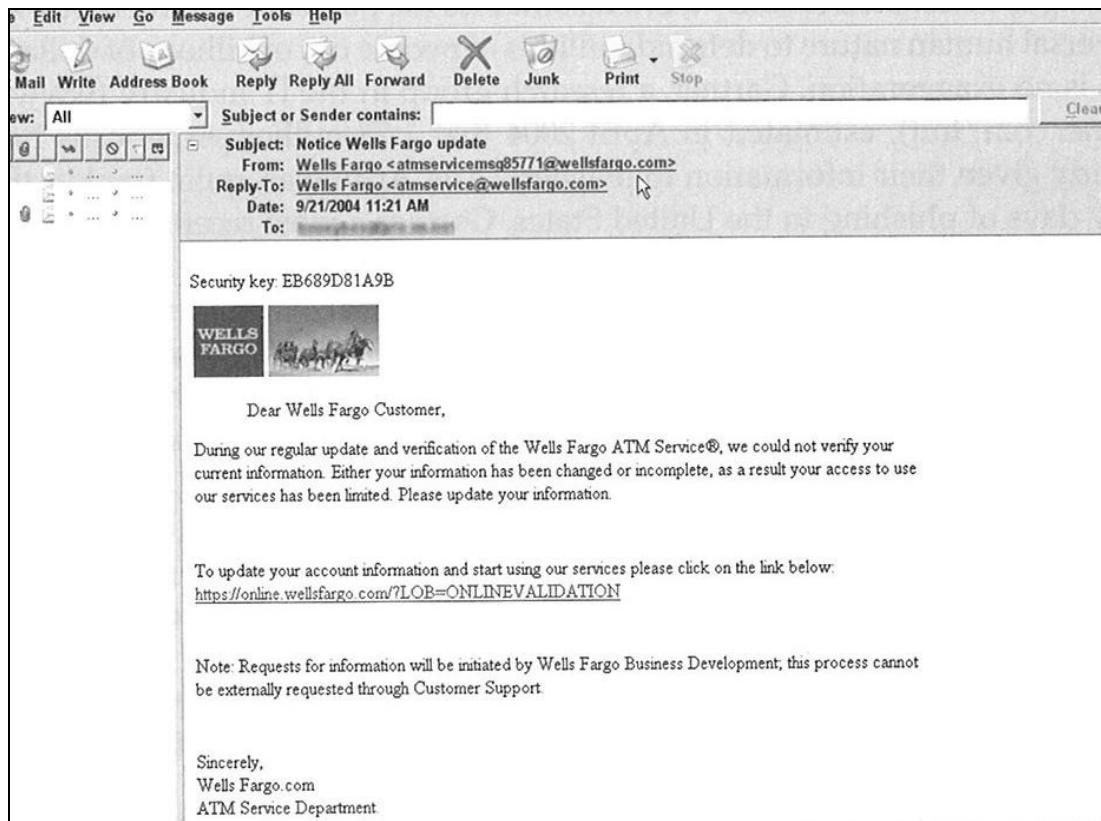 Edit View Go Message Tools Help
Mail Write Address Book Reply Reply All Forward Delete Junk Print Stop
ew: All Subject or Sender contains: Clea
Subject: Notice Wells Fargo update
From: Wells Fargo <atmservicemsg85771@wellsfargo.com>
Reply-To: Wells Fargo <atmservice@wellsfargo.com>
Date: 9/21/2004 11:21 AM
To:
Security key: EB689D81A9B
WELLS
FARGO
Dear Wells Fargo Customer,
During our regular update and verification of the Wells Fargo ATM Service®, we could not verify your
current information. Either your information has been changed or incomplete, as a result your access to use
our services has been limited. Please update your information.
To update your account information and start using our services please click on the link below:
https://online.wellsfargo.com/?LOB=ONLINEVALIDATION
Note: Requests for information will be initiated by Wells Fargo Business Development; this process cannot
be externally requested through Customer Support.
Sincerely,
Wells Fargo.com
ATM Service Department